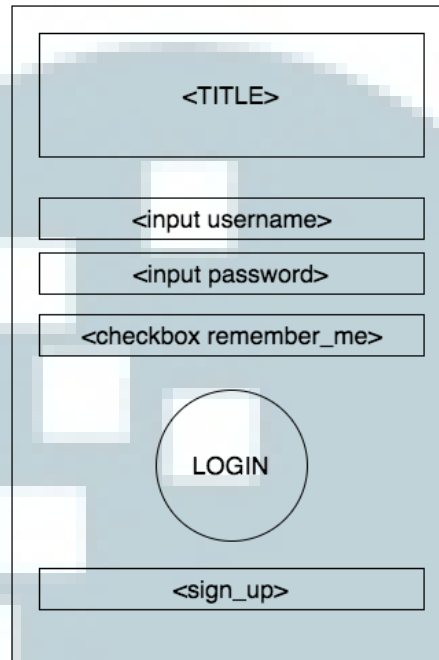 <TITLE>
<input username>
<input password>
<checkbox remember_me>
LOGIN
<sign_up>